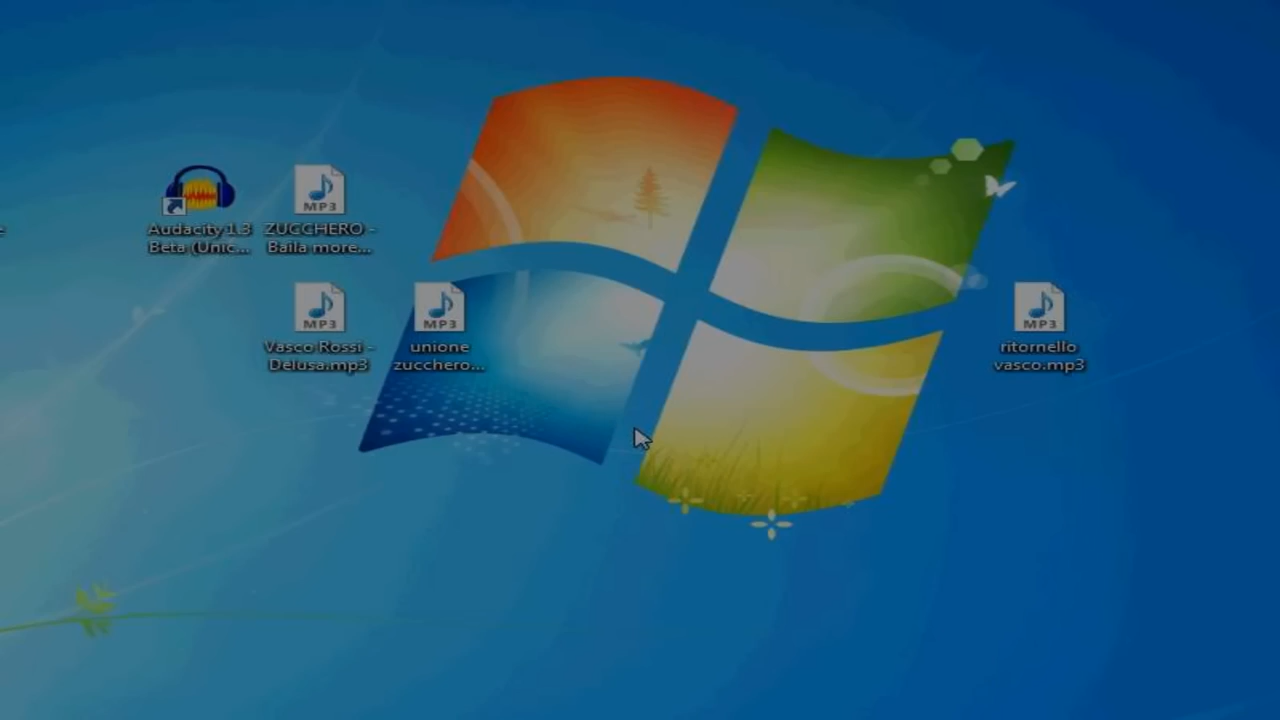 Audacity 1.3
Beta (Unic...
MP3
ZUCCHERO -
Baila more...
MP3
Vasco Rossi -
Delusa.mp3
MP3
unione
zucchero...
MP3
ritornello
vasco.mp3